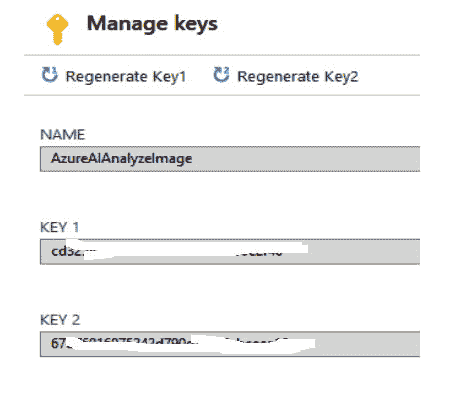 Manage keys
Regenerate Key1 Regenerate Key2
NAME
AzureAIAnalyzeImage
KEY 1
KEY 2